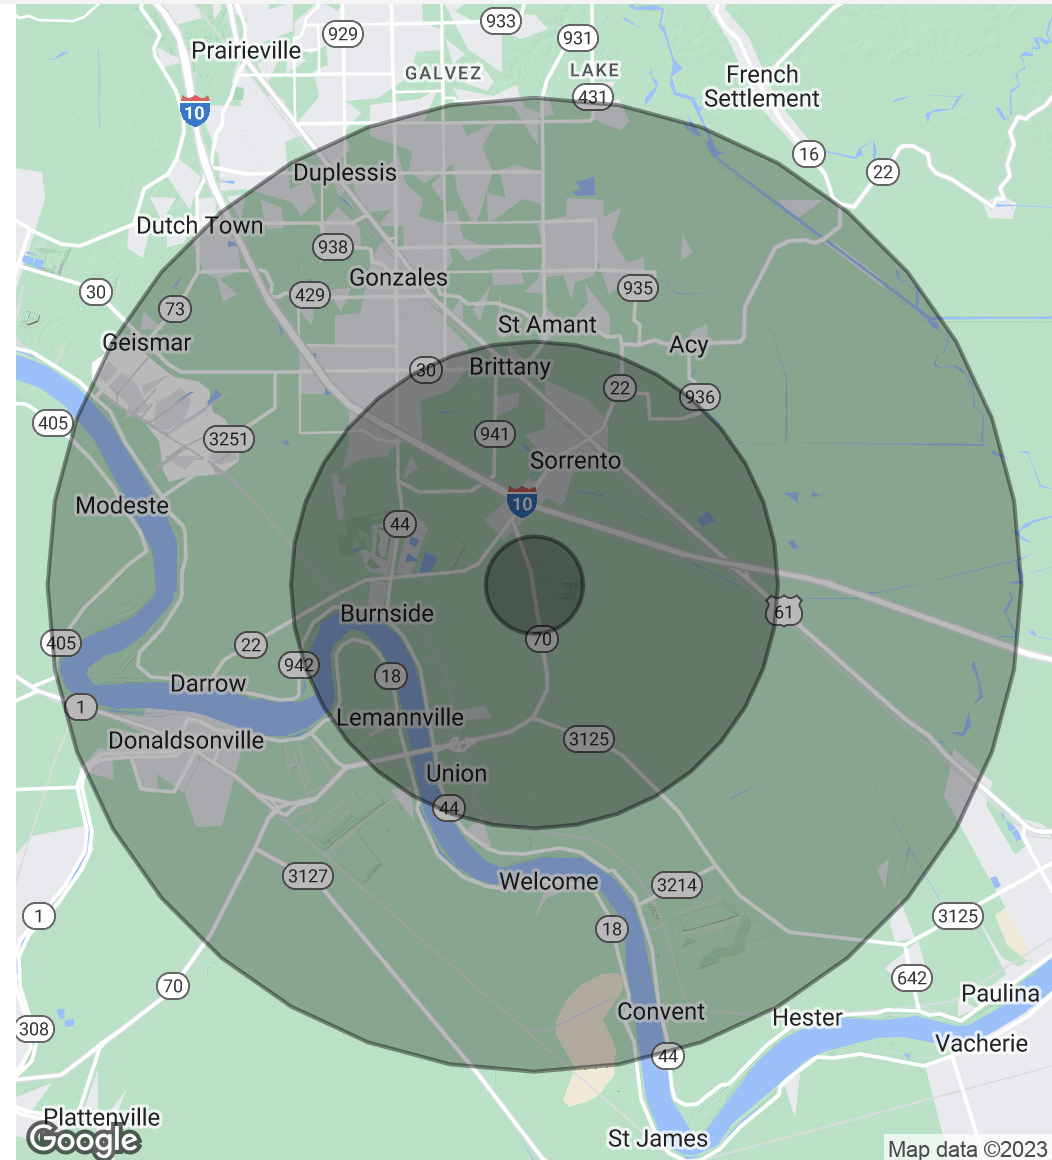 933
929
931
Prairieville
GALVEZ
LAKE
French
Settlement
431
10
16
22
Duplessis
Dutch Town
938
Gonzales
30
429
935
73
St Amant
Geismar
Acy
Brittany
30
22
936
405
3251
941
Sorrento
10
Modeste
44
Burnside
61
405
22
942
70
18
Darrow
1
Lemannville
Donaldsonville
3125
Union
44
3127
Welcome
3214
1
18
3125
642
70
Paulina
Convent
Hester
308
Vacherie
44
Plattenville
St James
Google
Map data ©2023